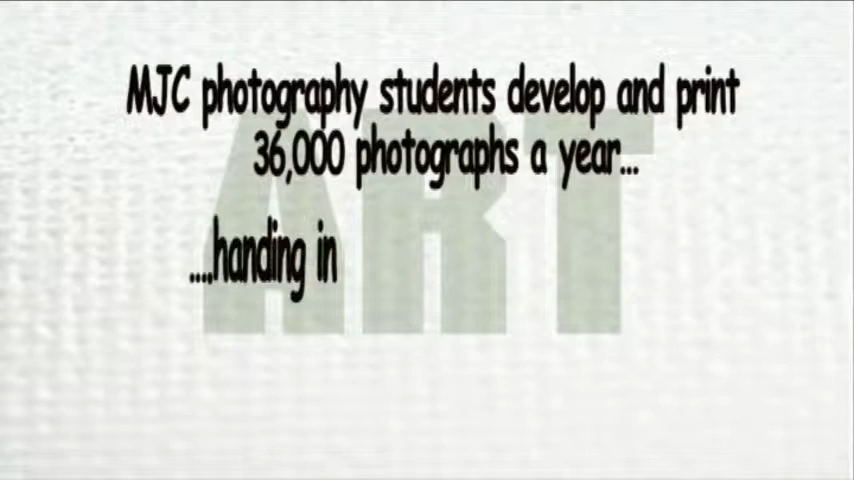 MJC photography students develop and print
36,000 photographs a year...
....handing in
ART